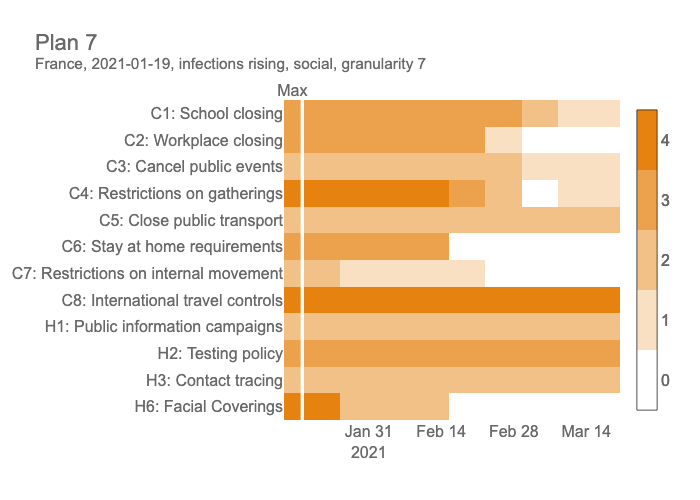 Plan 7
France, 2021-01-19, infections rising, social, granularity 7
Max
C1: School closing
C2: Workplace closing
C3: Cancel public events
C4: Restrictions on gatherings
C5: Close public transport
C6: Stay at home requirements
C7: Restrictions on internal movement
C8: International travel controls
H1: Public information campaigns
H2: Testing policy
H3: Contact tracing
H6: Facial Coverings
Jan 31 Feb 14 Feb 28 Mar 14
2021
4
3
2
1
0